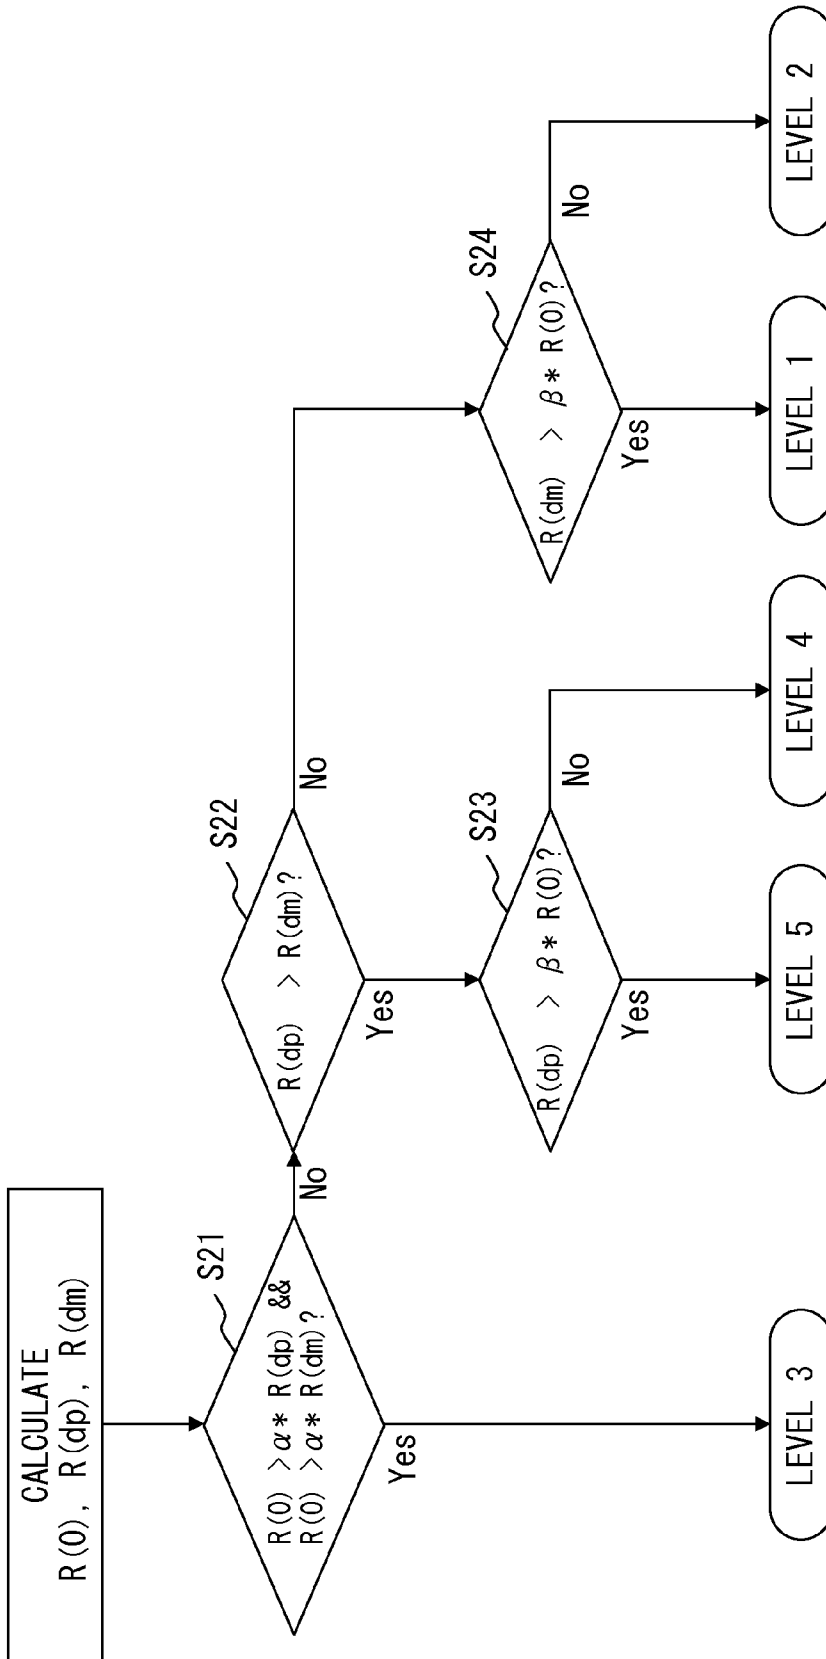 CALCULATE
R(0), R(dp), R(dm)
S21
R(0) >α* R(dp) &&
R(0) >α* R(dm)?
No
Yes
S22
R(dp) > R(dm)?
No
Yes
S23
R(dp) > β* R(0)?
No
Yes
S24
R(dm) > β* R(0)?
No
Yes
LEVEL 3
LEVEL 5
LEVEL 4
LEVEL 1
LEVEL 2